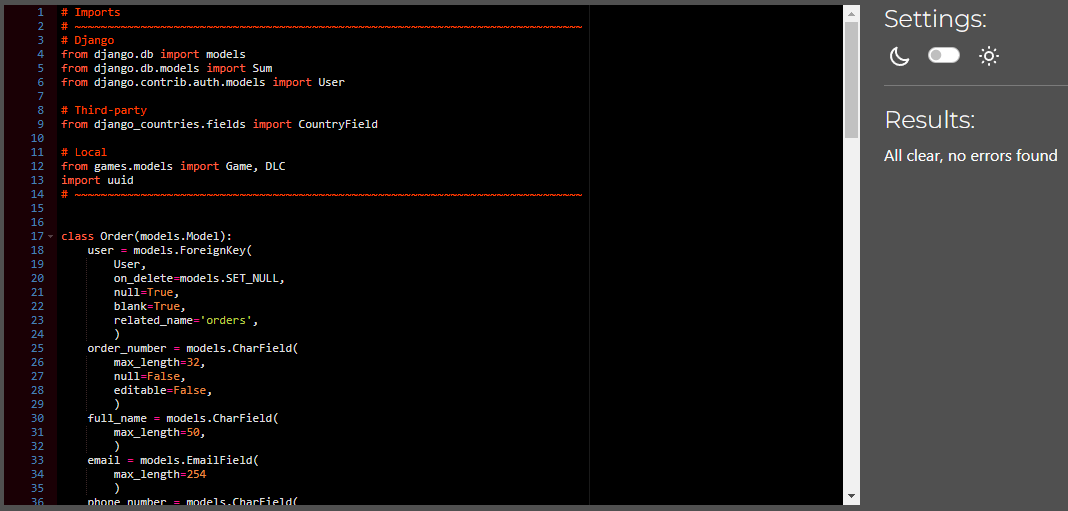 1 # Imports
2 # ~~~~~~~~~~~~~~~~~~~~~~~~~~~~~~~~~~~~~~~~~~~~~~~~~~~~~~~~~~~~~~~~~~~~~~~~~~~~~
3 # Django
4 from django.db import models
5 from django.db.models import Sum
6 from django.contrib.auth.models import User
7
8 # Third-party
9 from django_countries.fields import CountryField
10
11 # Local
12 from games.models import Game, DLC
13 import uuid
14 # ~~~~~~~~~~~~~~~~~~~~~~~~~~~~~~~~~~~~~~~~~~~~~~~~~~~~~~~~~~~~~~~~~~~~~~~~~~~~~
15
16
17 class Order(models.Model):
18     user = models.ForeignKey(
19         User,
20         on_delete=models.SET_NULL,
21         null=True,
22         blank=True,
23         related_name='orders',
24         )
25     order_number = models.CharField(
26         max_length=32,
27         null=False,
28         editable=False,
29         )
30     full_name = models.CharField(
31         max_length=50,
32         )
33     email = models.EmailField(
34         max_length=254
35         )
36     phone_number = models.CharField(
Settings:
Results:
All clear, no errors found